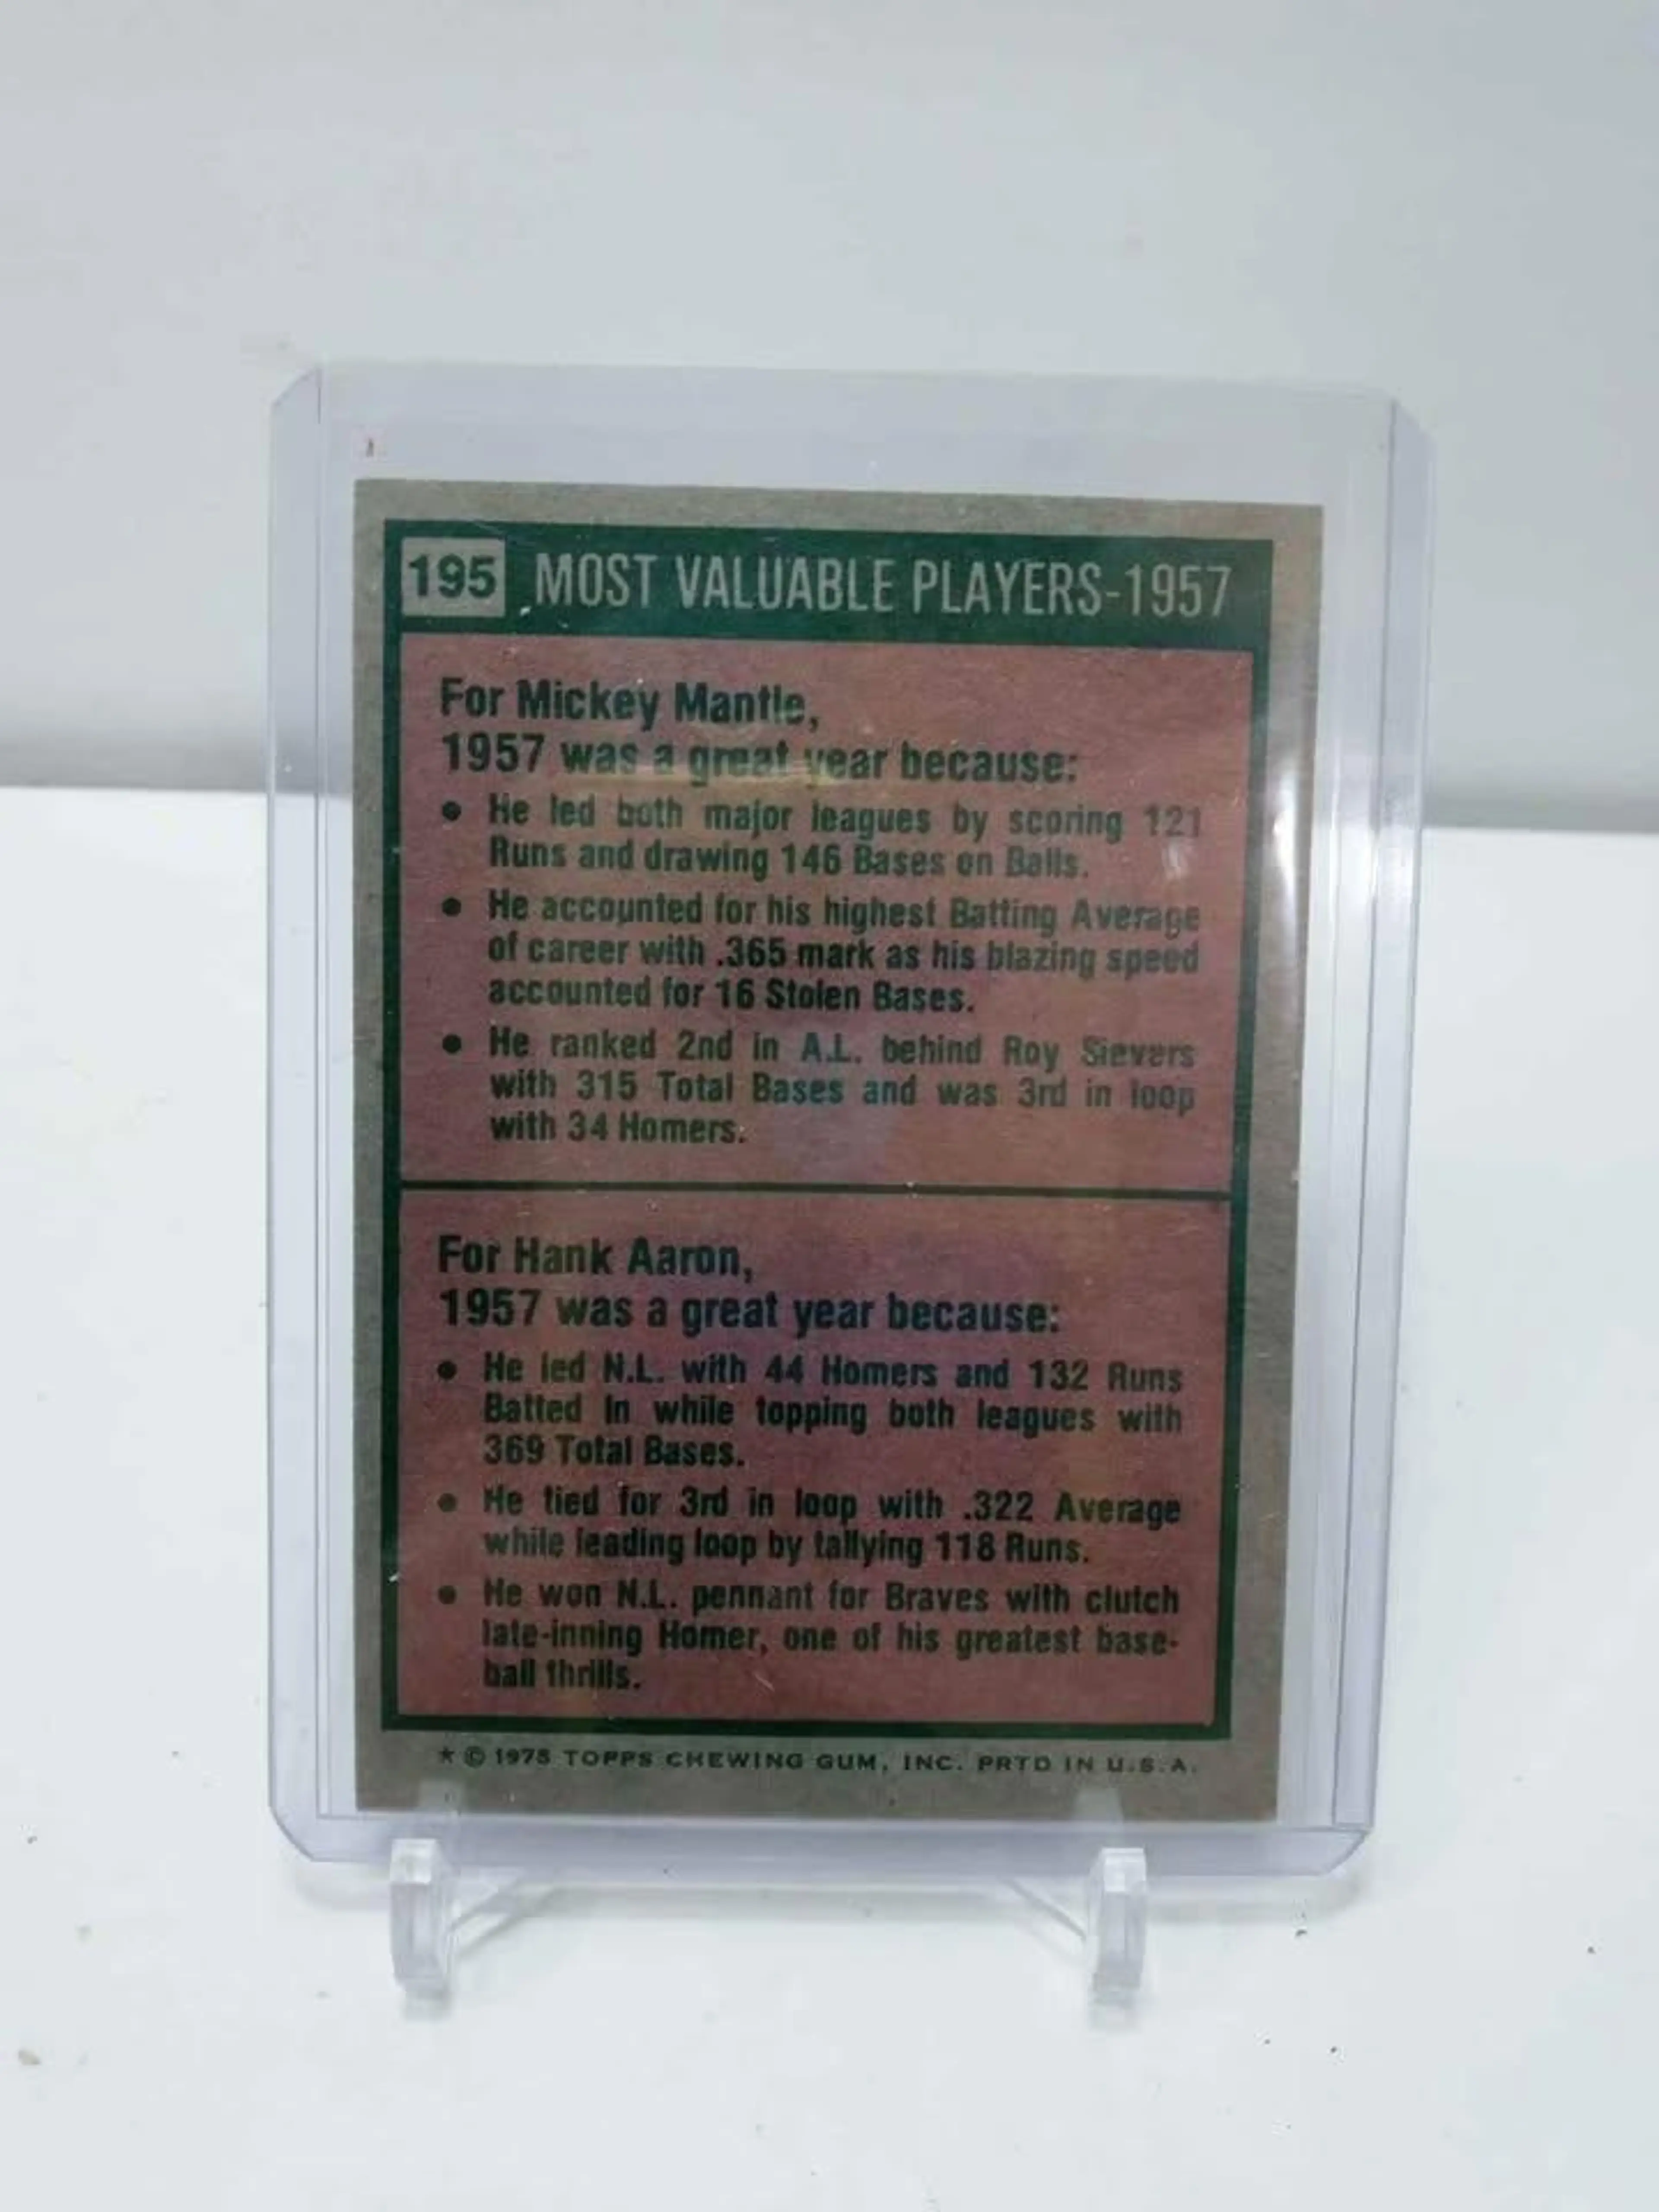 195 MOST VALUABLE PLAYERS-1957
For Mickey Mantle,
1957 was a great year because:
• He led both major leagues by scoring 121
Runs and drawing 146 Bases on Balls.
• He accounted for his highest Batting Average
of career with .365 mark as his blazing speed
accounted for 16 Stolen Bases.
• He ranked 2nd in A.L. behind Roy Sievers
with 315 Total Bases and was 3rd in loop
with 34 Homers.
For Hank Aaron,
1957 was a great year because:
• He led N.L. with 44 Homers and 132 Runs
Batted In while topping both leagues with
369 Total Bases.
• He tied for 3rd in loop with .322 Average
while leading loop by tallying 118 Runs.
• He won N.L. pennant for Braves with clutch
late-inning Homer, one of his greatest base-
ball thrills.
★ © 1975 TOPPS CHEWING GUM, INC. PRTD IN U.S.A.